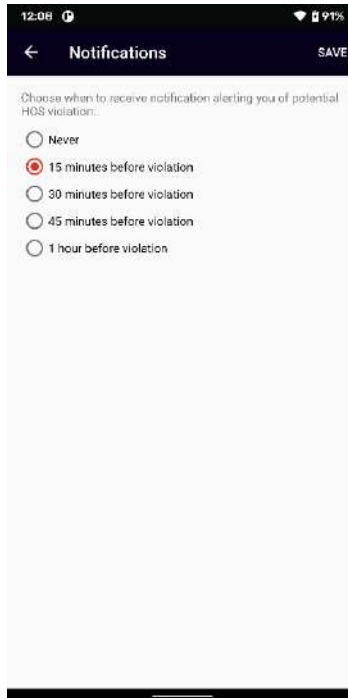 12:08 91%
Notifications SAVE
Choose when to receive notification alerting you of potential
HOS violation:
Never
15 minutes before violation
30 minutes before violation
45 minutes before violation
1 hour before violation